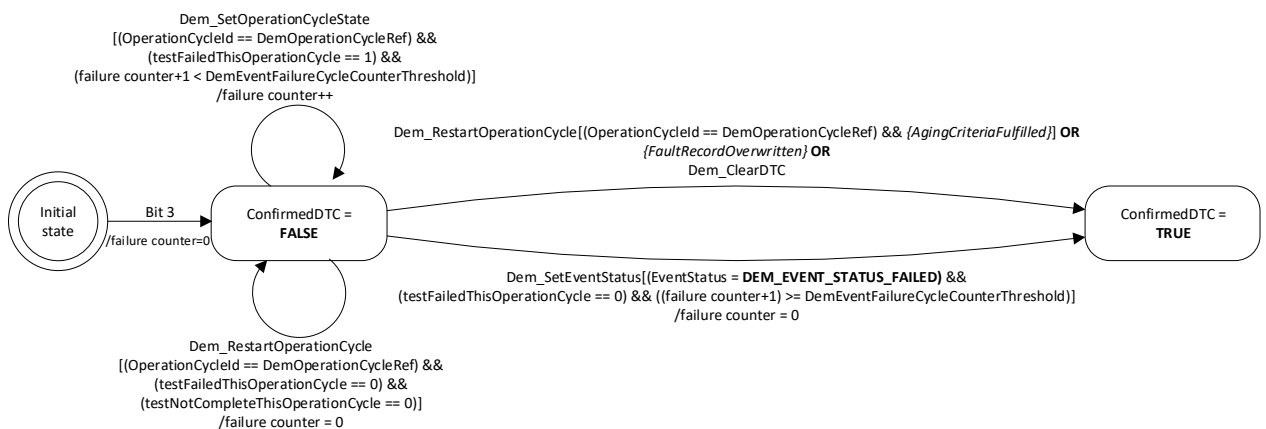 Dem_SetOperationCycleState
[(OperationCycleId == DemOperationCycleRef) &&
(testFailedThisOperationCycle == 1) &&
(failure counter+1 < DemEventFailureCycleCounterThreshold)]
/failure counter++
Dem_RestartOperationCycle[(OperationCycleId == DemOperationCycleRef) && {AgingCriteriaFulfilled}] OR
{FaultRecordOverwritten} OR
Dem_ClearDTC
Initial
state
Bit 3
/failure counter=0
ConfirmedDTC =
FALSE
ConfirmedDTC =
TRUE
Dem_SetEventStatus[(EventStatus = DEM_EVENT_STATUS_FAILED) &&
(testFailedThisOperationCycle == 0) && ((failure counter+1) >= DemEventFailureCycleCounterThreshold)]
/failure counter = 0
Dem_RestartOperationCycle
[(OperationCycleId == DemOperationCycleRef) &&
(testFailedThisOperationCycle == 0) &&
(testNotCompleteThisOperationCycle == 0)]
/failure counter = 0